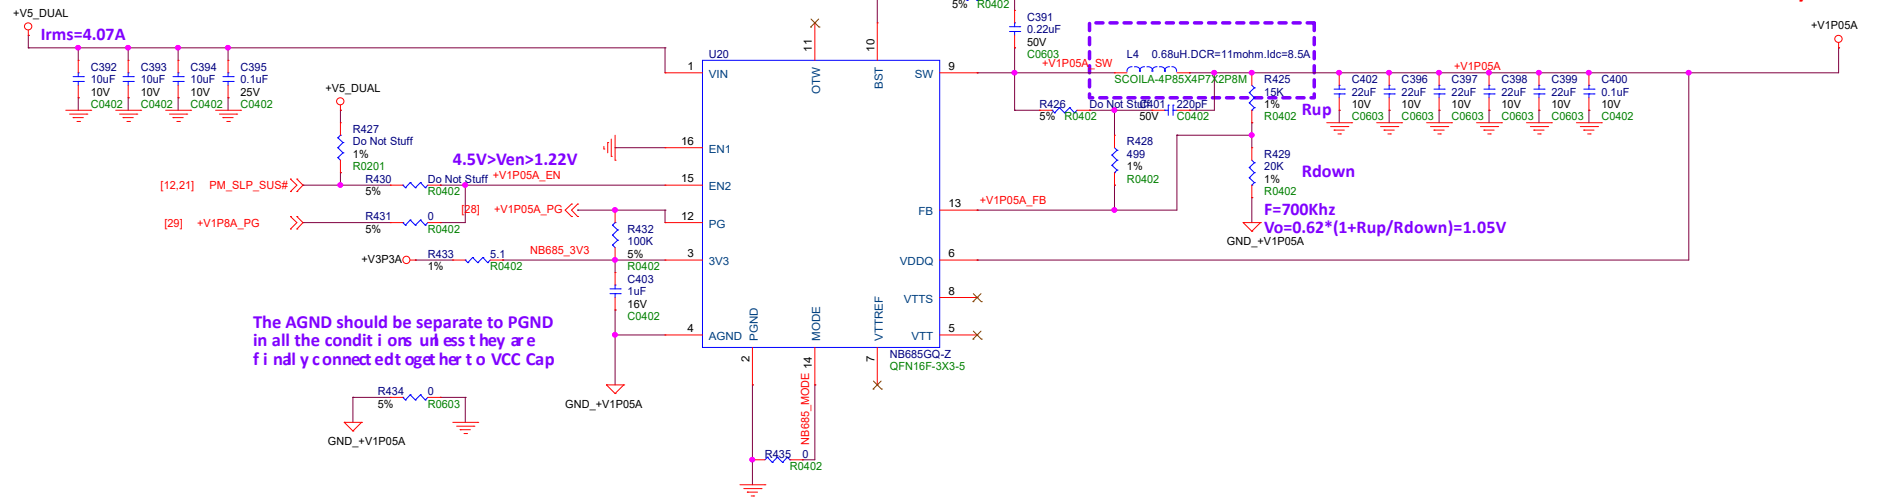 +V5_DUAL
Irms=4.07A
C392
10uF
10V
C0402
C393
10uF
10V
C0402
C394
10uF
10V
C0402
C395
0.1uF
25V
C0402
+V5_DUAL
R427
Do Not Stuff
1%
R0201
4.5V>Ven>1.22V
[12,21] PM_SLP_SUS#
R430
Do Not Stuff
5%
R0402
+V1P05A_EN
[29] +V1P8A_PG
R431
0
5%
R0402
[28] +V1P05A_PG
R432
100K
5%
R0402
+V3P3A
R433
5.1
1%
R0402
NB685_3V3
C403
1uF
16V
C0402
GND_+V1P05A
The AGND should be separate to PGND
in all the conditions unless they are
finally connected together to VCC Cap
R434
0
5%
R0603
GND_+V1P05A
U20
1
VIN
16
EN1
15
EN2
12
PG
3
3V3
4
AGND
11
OTW
10
BST
9
SW
13
FB
6
VDDQ
8
VTTS
5
VTT
2
PGND
14
MODE
7
VTTREF
NB685GQ-Z
QFN16F-3X3-5
NB685_MODE
R435
0
R0402
5%
R0402
C391
0.22uF
50V
C0603
+V1P05A_SW
L4
0.68uH.DCR=11mohm.Idc=8.5A
SCOILA-4P85X4P7X2P8M
R426
Do Not Stuff
5%
R0402
C401
220pF
50V
C0402
R425
15K
1%
R0402
Rup
R428
499
1%
R0402
R429
20K
1%
R0402
Rdown
+V1P05A_FB
F=700Khz
Vo=0.62*(1+Rup/Rdown)=1.05V
GND_+V1P05A
+V1P05A
C402
22uF
10V
C0603
C396
22uF
10V
C0603
C397
22uF
10V
C0603
C398
22uF
10V
C0603
C399
22uF
10V
C0603
C400
0.1uF
10V
C0402
+V1P05A